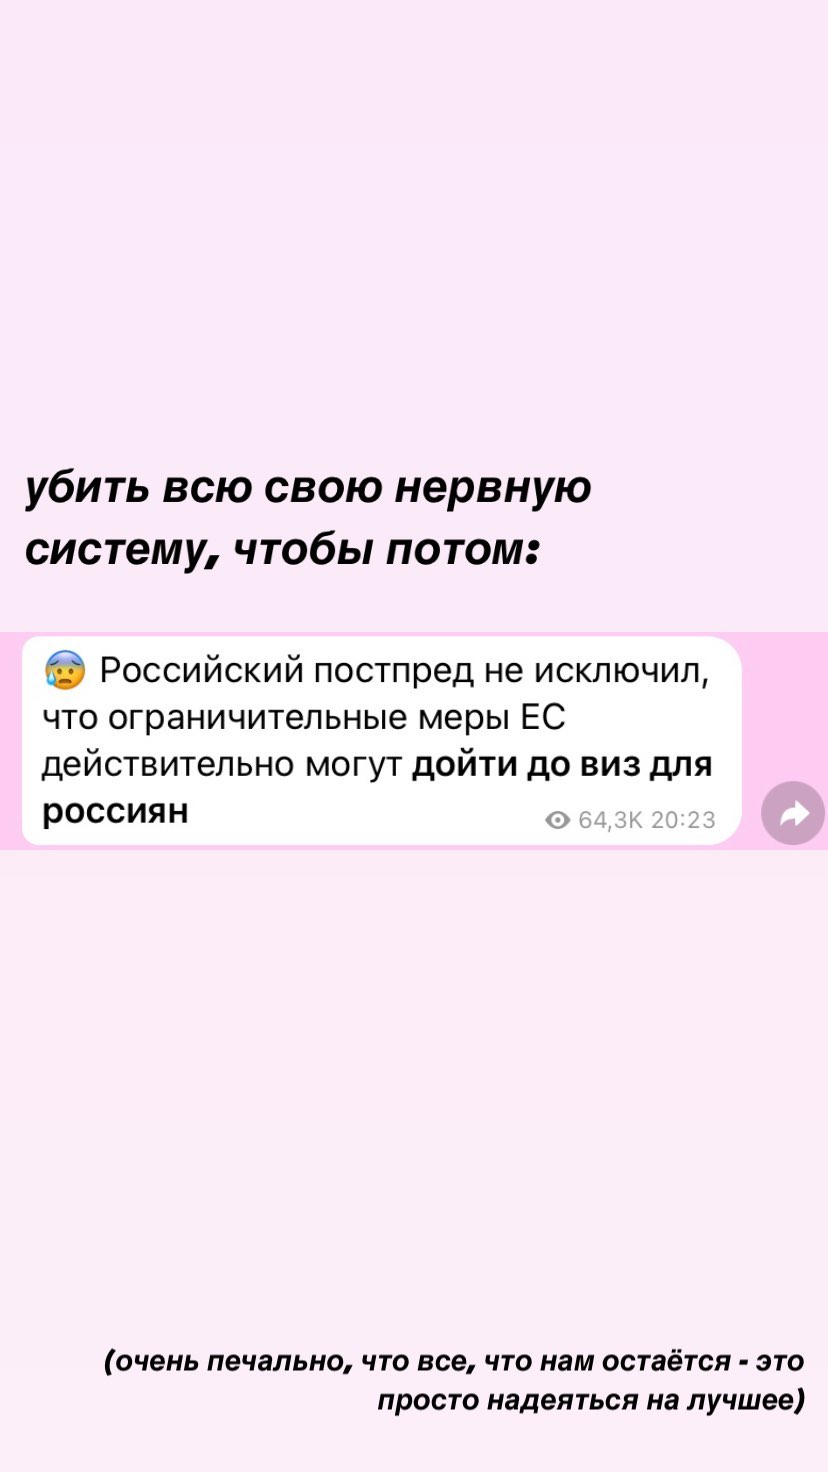 убить всю свою нервную
систему, чтобы потом:
😰 Российский постпред не исключил,
что ограничительные меры ЕС
действительно могут дойти до виз для
россиян
64,3K 20:23
(очень печально, что все, что нам остаётся - это
просто надеяться на лучшее)